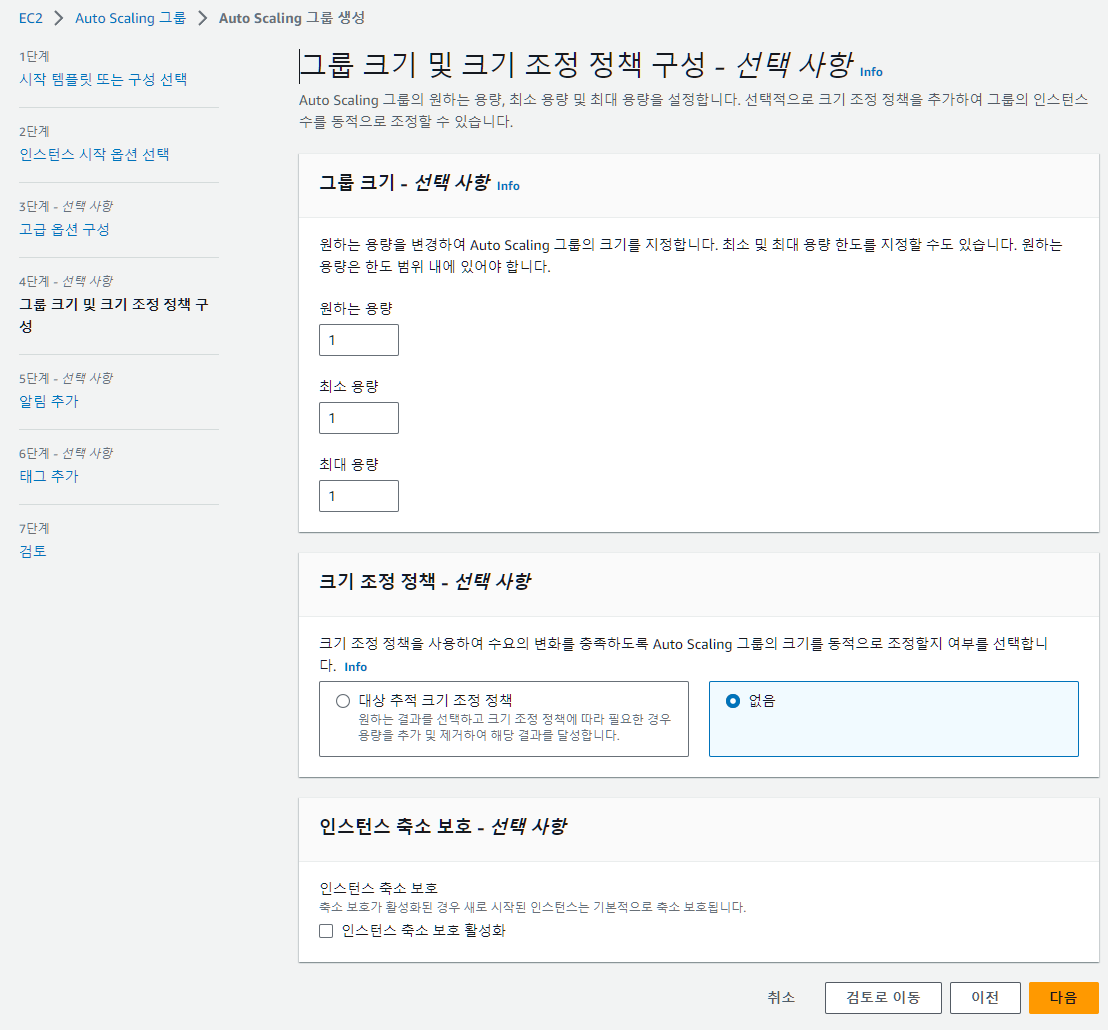 EC2 > Auto Scaling 그룹 > Auto Scaling 그룹 생성
1단계
시작 템플릿 또는 구성 선택
2단계
인스턴스 시작 옵션 선택
3단계 - 선택 사항
고급 옵션 구성
4단계 - 선택 사항
그룹 크기 및 크기 조정 정책 구
성
5단계 - 선택 사항
알림 추가
6단계 - 선택 사항
태그 추가
7단계
검토
그룹 크기 및 크기 조정 정책 구성 - 선택 사항 Info
Auto Scaling 그룹의 원하는 용량, 최소 용량 및 최대 용량을 설정합니다. 선택적으로 크기 조정 정책을 추가하여 그룹의 인스턴스
수를 동적으로 조정할 수 있습니다.
그룹 크기 - 선택 사항 Info
원하는 용량을 변경하여 Auto Scaling 그룹의 크기를 지정합니다. 최소 및 최대 용량 한도를 지정할 수도 있습니다. 원하는
용량은 한도 범위 내에 있어야 합니다.
원하는 용량
1
최소 용량
1
최대 용량
1
크기 조정 정책 - 선택 사항
크기 조정 정책을 사용하여 수요의 변화를 충족하도록 Auto Scaling 그룹의 크기를 동적으로 조정할지 여부를 선택합니
다. Info
대상 추적 크기 조정 정책
원하는 결과를 선택하고 크기 조정 정책에 따라 필요한 경우
용량을 추가 및 제거하여 해당 결과를 달성합니다.
없음
인스턴스 축소 보호 - 선택 사항
인스턴스 축소 보호
축소 보호가 활성화된 경우 새로 시작된 인스턴스는 기본적으로 축소 보호됩니다.
인스턴스 축소 보호 활성화
취소 검토로 이동 이전 다음